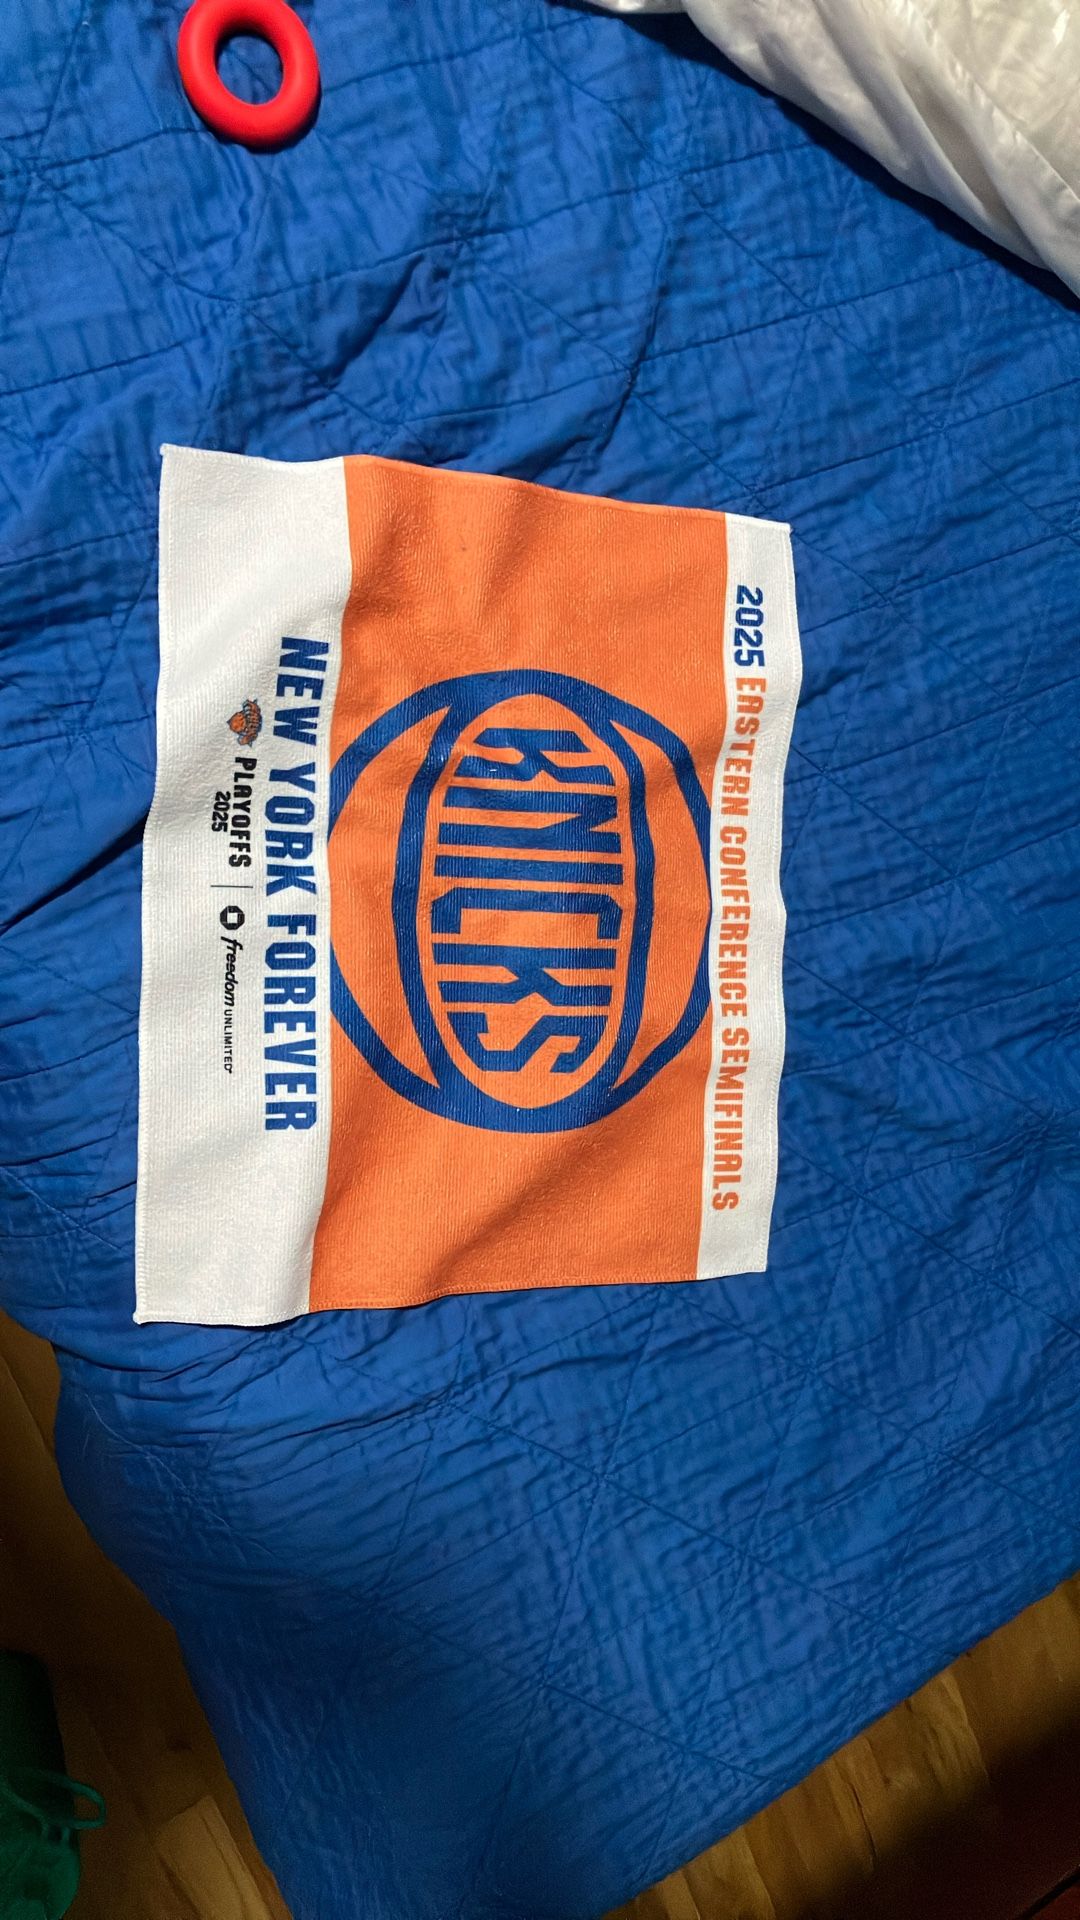 2025 EASTERN CONFERENCE SEMIFINALS
KNICKS
NEW YORK FOREVER
PLAYOFFS
2025
freedom UNLIMITED